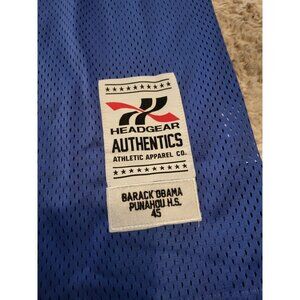 HEADGEAR
AUTHENTICS
ATHLETIC APPAREL CO.
BARACK OBAMA
PUNAHOU H.S.
45